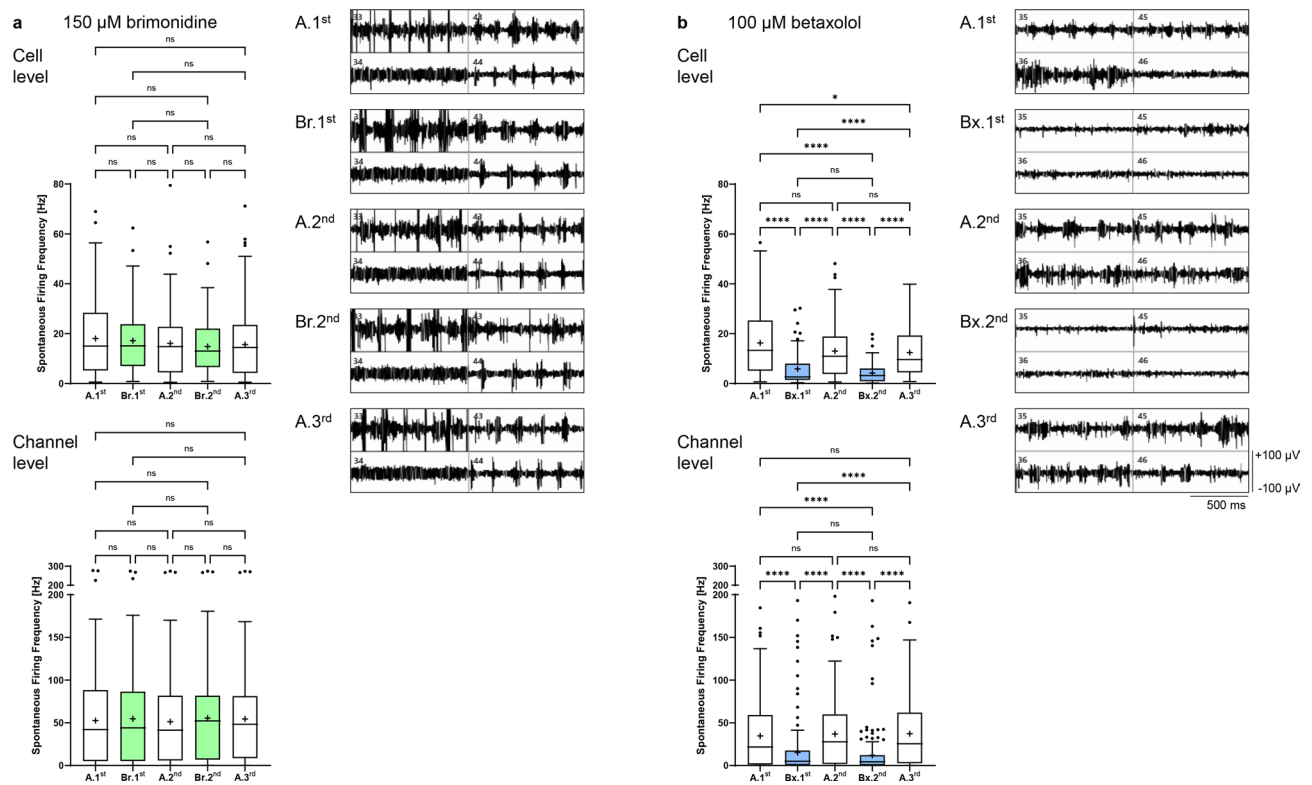 a 150 µM brimonidine
Cell
level
ns
ns
ns
ns
ns ns
ns ns ns ns
80
60
40
20
0
Spontaneous Firing Frequency [Hz]
A.1st Br.1st A.2nd Br.2nd A.3rd
Channel
level
ns
ns
ns
ns
ns ns
ns ns ns ns
300
200
200
150
100
50
0
Spontaneous Firing Frequency [Hz]
A.1st Br.1st A.2nd Br.2nd A.3rd
A.1st
33 43
34 44
Br.1st
33 43
34 44
A.2nd
33 43
34 44
Br.2nd
33 43
34 44
A.3rd
33 43
34 44
b 100 µM betaxolol
Cell
level
*
****
****
ns
ns ns
**** **** **** ****
80
60
40
20
0
Spontaneous Firing Frequency [Hz]
A.1st Bx.1st A.2nd Bx.2nd A.3rd
Channel
level
ns
****
****
ns
ns ns
**** **** **** ****
300
200
200
150
100
50
0
Spontaneous Firing Frequency [Hz]
A.1st Bx.1st A.2nd Bx.2nd A.3rd
A.1st
35 45
36 46
Bx.1st
35 45
36 46
A.2nd
35 45
36 46
Bx.2nd
35 45
36 46
A.3rd
35 45
36 46
+100 µV
-100 µV
500 ms